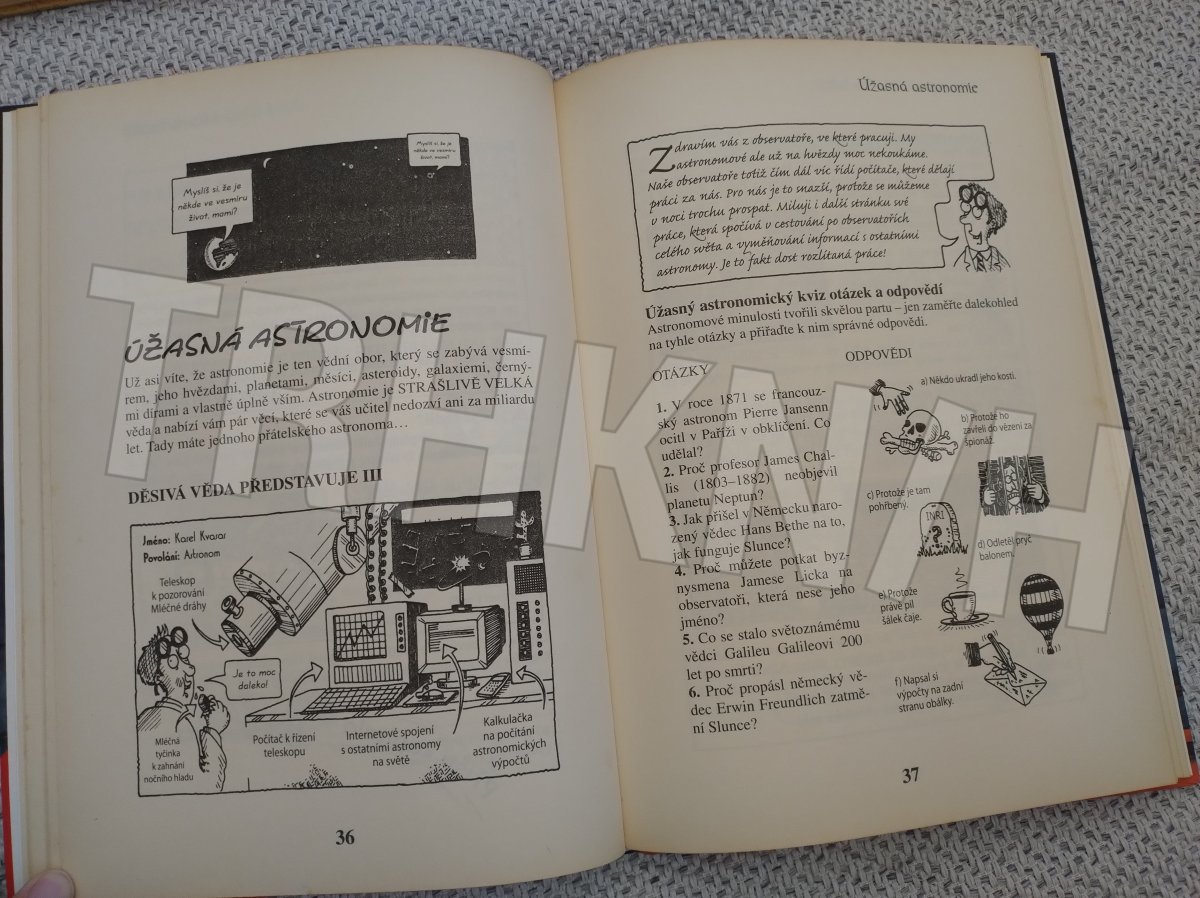 Myslíš si, že je
někde ve vesmíru
život, mami?
Myslíš si, že je
někde ve vesmíru
život, mami?
ÚŽASNÁ ASTRONOMIE
Už asi víte, že astronomie je ten vědní obor, který se zabývá vesmí-
rem, jeho hvězdami, planetami, měsíci, asteroidy, galaxiemi, černý-
mi dírami a vlastně úplně vším. Astronomie je STRAŠLIVĚ VELKÁ
věda a nabízí vám pár věcí, které se váš učitel nedozví ani za miliardu
let. Tady máte jednoho přátelského astronoma…
DĚSIVÁ VĚDA PŘEDSTAVUJE III
Jméno: Karel Kvasar
Povolání: Astronom
Teleskop
k pozorování
Mléčné dráhy
Je to moc
daleko!
Mléčná
tyčinka
k zahnání
nočního hladu
Počítač k řízení
teleskopu
Internetové spojení
s ostatními astronomy
na světě
Kalkulačka
na počítání
astronomických
výpočtů
36
Úžasná astronomie
Zdravím vás z observatoře, ve které pracuji. My
astronomové ale už na hvězdy moc nekoukáme.
Naše observatoře totiž čím dál víc řídí počítače, které dělají
práci za nás. Pro nás je to snazší, protože se můžeme
v noci trochu prospat. Miluji i další stránku své
práce, která spočívá v cestování po observatořích
celého světa a vyměňování informací s ostatními
astronomy. Je to fakt dost rozlítaná práce!
Úžasný astronomický kviz otázek a odpovědí
Astronomové minulosti tvořili skvělou partu – jen zaměřte dalekohled
na tyhle otázky a přiřaďte k nim správné odpovědi.
OTÁZKY
1. V roce 1871 se francouz-
ský astronom Pierre Jansenn
ocitl v Paříži v obklíčení. Co
udělal?
2. Proč profesor James Chal-
lis (1803–1882) neobjevil
planetu Neptun?
3. Jak přišel v Německu naro-
zený vědec Hans Bethe na to,
jak funguje Slunce?
4. Proč můžete potkat byz-
nysmena Jamese Licka na
observatoři, která nese jeho
jméno?
5. Co se stalo světoznámému
vědci Galileu Galileovi 200
let po smrti?
6. Proč propásl německý vě-
dec Erwin Freundlich zatmě-
ní Slunce?
ODPOVĚDI
a) Někdo ukradl jeho kosti.
b) Protože ho
zavřeli do vězení za
špionáž.
c) Protože je tam
pohřbený.
INRI
?
d) Odletěl pryč
balonem.
e) Protože
právě pil
šálek čaje.
f) Napsal si
výpočty na zadní
stranu obálky.
37
TRHKNIH